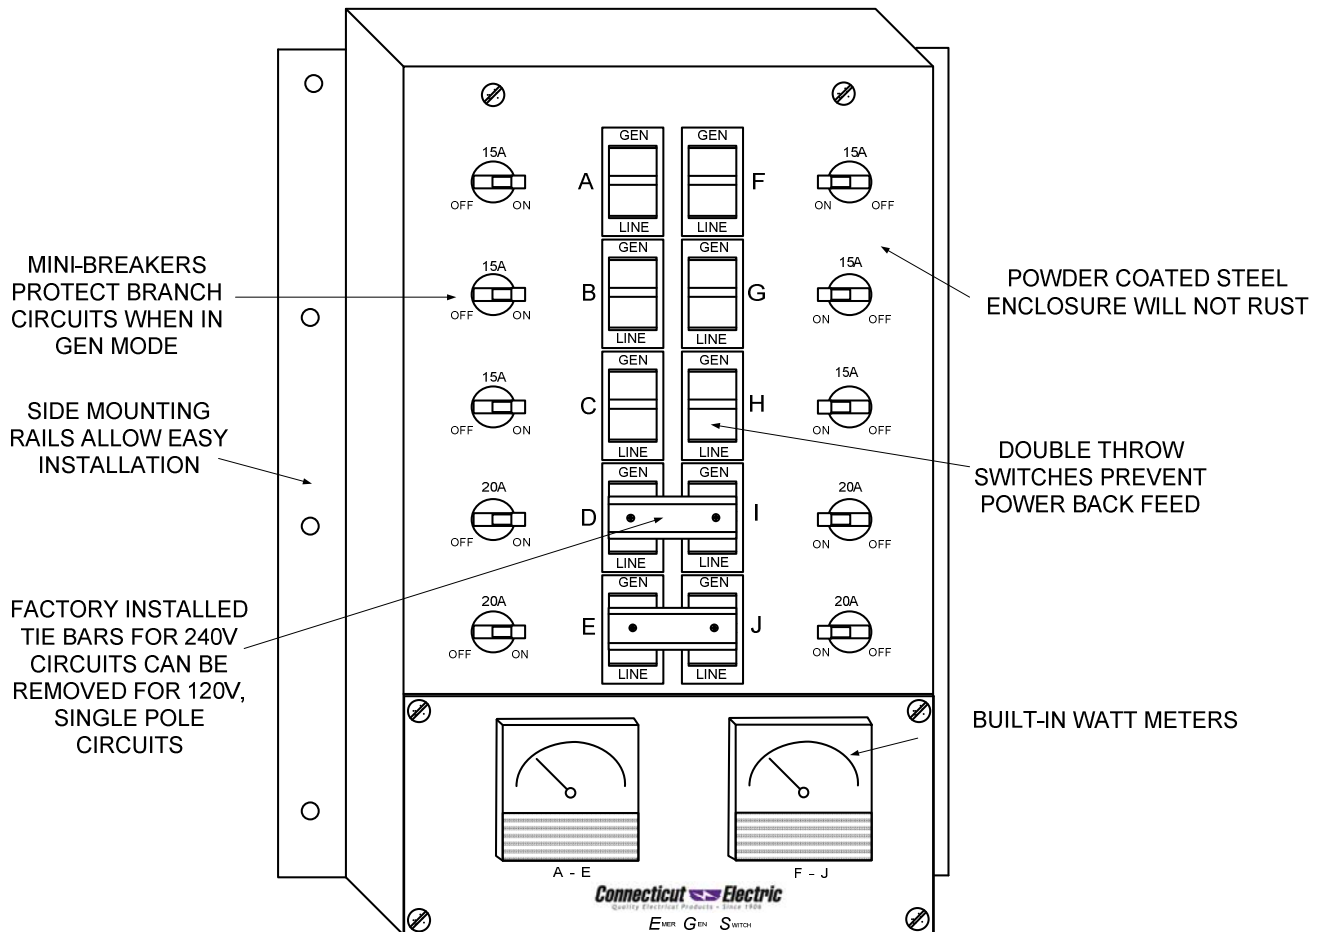 GEN
GEN
15A
15A
A
F
OFF
ON
ON
OFF
LINE
LINE
GEN
GEN
MINI-BREAKERS
PROTECT BRANCH
CIRCUITS WHEN IN
GEN MODE
15A
15A
B
G
OFF
ON
ON
OFF
LINE
LINE
POWDER COATED STEEL
ENCLOSURE WILL NOT RUST
GEN
GEN
15A
15A
C
H
OFF
ON
ON
OFF
LINE
LINE
SIDE MOUNTING
RAILS ALLOW EASY
INSTALLATION
DOUBLE THROW
SWITCHES PREVENT
POWER BACK FEED
GEN
GEN
20A
20A
D
I
OFF
ON
ON
OFF
LINE
LINE
GEN
GEN
FACTORY INSTALLED
TIE BARS FOR 240V
CIRCUITS CAN BE
REMOVED FOR 120V,
SINGLE POLE
CIRCUITS
20A
20A
E
J
OFF
ON
ON
OFF
LINE
LINE
BUILT-IN WATT METERS
A - E
F - J
Connecticut Electric
Quality Electrical Products - Since 1906
EMER GEN SWITCH